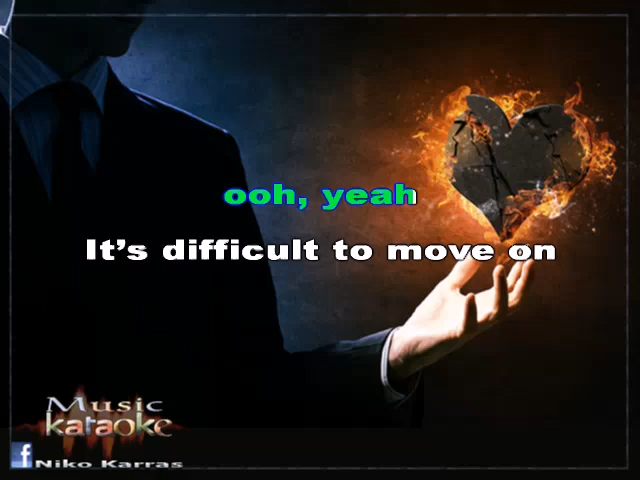 ooh, yeah
It’s difficult to move on
Music
karaoke
f Niko Karras